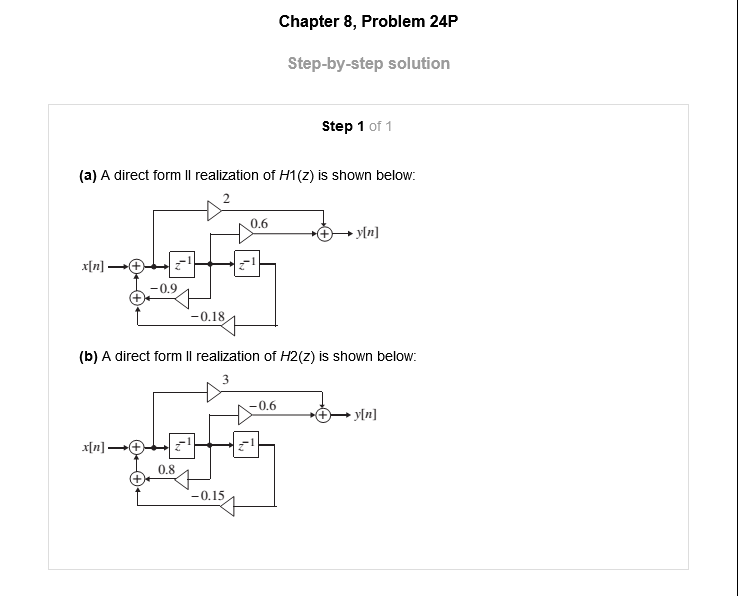 Chapter 8, Problem 24P
Step-by-step solution
Step 1 of 1
(a) A direct form II realization of H1(z) is shown below:
2
0.6
y[n]
x[n]
z⁻¹
z⁻¹
−0.9
−0.18
(b) A direct form II realization of H2(z) is shown below:
3
−0.6
y[n]
x[n]
z⁻¹
z⁻¹
0.8
−0.15